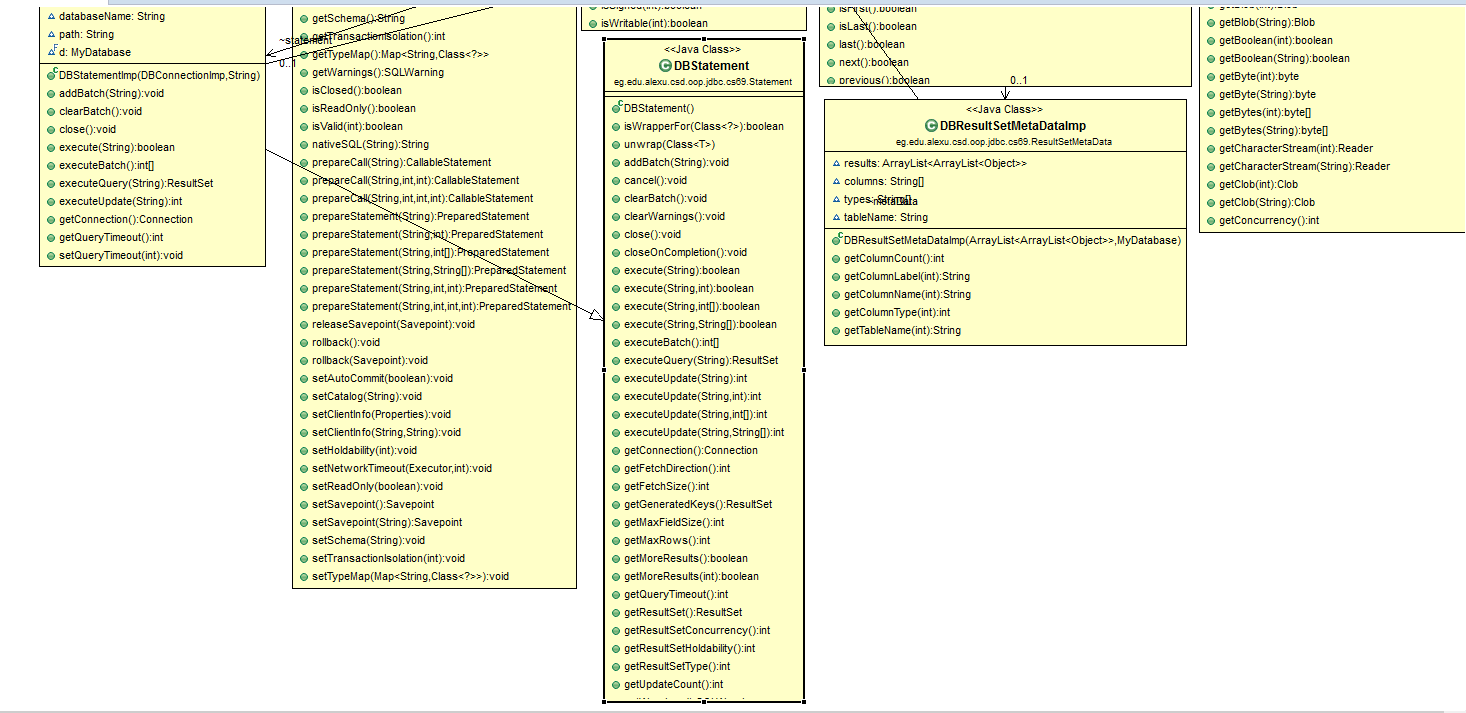 databaseName: String
path: String
d: MyDatabase
DBStatementImp(DBConnectionImp,String)
addBatch(String):void
clearBatch():void
close():void
execute(String):boolean
executeBatch():int[]
executeQuery(String):ResultSet
executeUpdate(String):int
getConnection():Connection
getQueryTimeout():int
setQueryTimeout(int):void
~statement
0..1
getSchema():String
getTransactionIsolation():int
getTypeMap():Map<String,Class<?>>
getWarnings():SQLWarning
isClosed():boolean
isReadOnly():boolean
isValid(int):boolean
nativeSQL(String):String
prepareCall(String):CallableStatement
prepareCall(String,int,int):CallableStatement
prepareCall(String,int,int,int):CallableStatement
prepareStatement(String):PreparedStatement
prepareStatement(String,int):PreparedStatement
prepareStatement(String,int[]):PreparedStatement
prepareStatement(String,String[]):PreparedStatement
prepareStatement(String,int,int):PreparedStatement
prepareStatement(String,int,int,int):PreparedStatement
releaseSavepoint(Savepoint):void
rollback():void
rollback(Savepoint):void
setAutoCommit(boolean):void
setCatalog(String):void
setClientInfo(Properties):void
setClientInfo(String,String):void
setHoldability(int):void
setNetworkTimeout(Executor,int):void
setReadOnly(boolean):void
setSavepoint():Savepoint
setSavepoint(String):Savepoint
setSchema(String):void
setTransactionIsolation(int):void
setTypeMap(Map<String,Class<?>>):void
isSigned(int):boolean
isWritable(int):boolean
<<Java Class>>
DBStatement
eg.edu.alexu.csd.oop.jdbc.cs69.Statement
DBStatement()
isWrapperFor(Class<?>):boolean
unwrap(Class<T>)
addBatch(String):void
cancel():void
clearBatch():void
clearWarnings():void
close():void
closeOnCompletion():void
execute(String):boolean
execute(String,int):boolean
execute(String,int[]):boolean
execute(String,String[]):boolean
executeBatch():int[]
executeQuery(String):ResultSet
executeUpdate(String):int
executeUpdate(String,int):int
executeUpdate(String,int[]):int
executeUpdate(String,String[]):int
getConnection():Connection
getFetchDirection():int
getFetchSize():int
getGeneratedKeys():ResultSet
getMaxFieldSize():int
getMaxRows():int
getMoreResults():boolean
getMoreResults(int):boolean
getQueryTimeout():int
getResultSet():ResultSet
getResultSetConcurrency():int
getResultSetHoldability():int
getResultSetType():int
getUpdateCount():int
isFirst():boolean
isLast():boolean
last():boolean
next():boolean
previous():boolean
0..1
<<Java Class>>
DBResultSetMetaDataImp
eg.edu.alexu.csd.oop.jdbc.cs69.ResultSetMetaData
results: ArrayList<ArrayList<Object>>
columns: String[]
types: String[]
~metaData
tableName: String
DBResultSetMetaDataImp(ArrayList<ArrayList<Object>>,MyDatabase)
getColumnCount():int
getColumnLabel(int):String
getColumnName(int):String
getColumnType(int):int
getTableName(int):String
getBlob(int):Blob
getBlob(String):Blob
getBoolean(int):boolean
getBoolean(String):boolean
getByte(int):byte
getByte(String):byte
getBytes(int):byte[]
getBytes(String):byte[]
getCharacterStream(int):Reader
getCharacterStream(String):Reader
getClob(int):Clob
getClob(String):Clob
getConcurrency():int